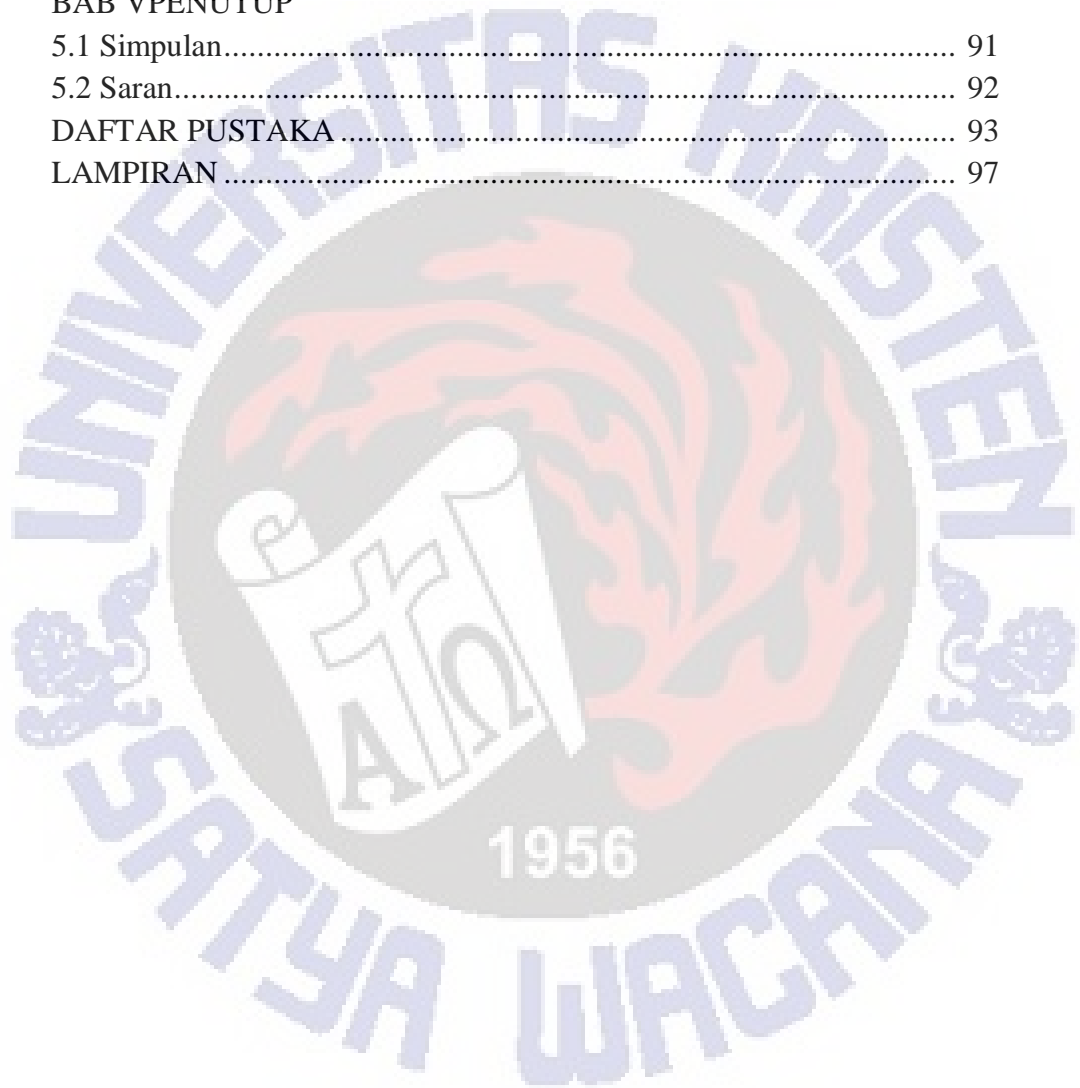 BAB VPENUTUP
5.1 Simpulan.................................................................................... 91
5.2 Saran.......................................................................................... 92
DAFTAR PUSTAKA ...................................................................... 93
LAMPIRAN .................................................................................... 97
UNIVERSITAS KRISTEN
Α Ω
1956
SATYA WACANA